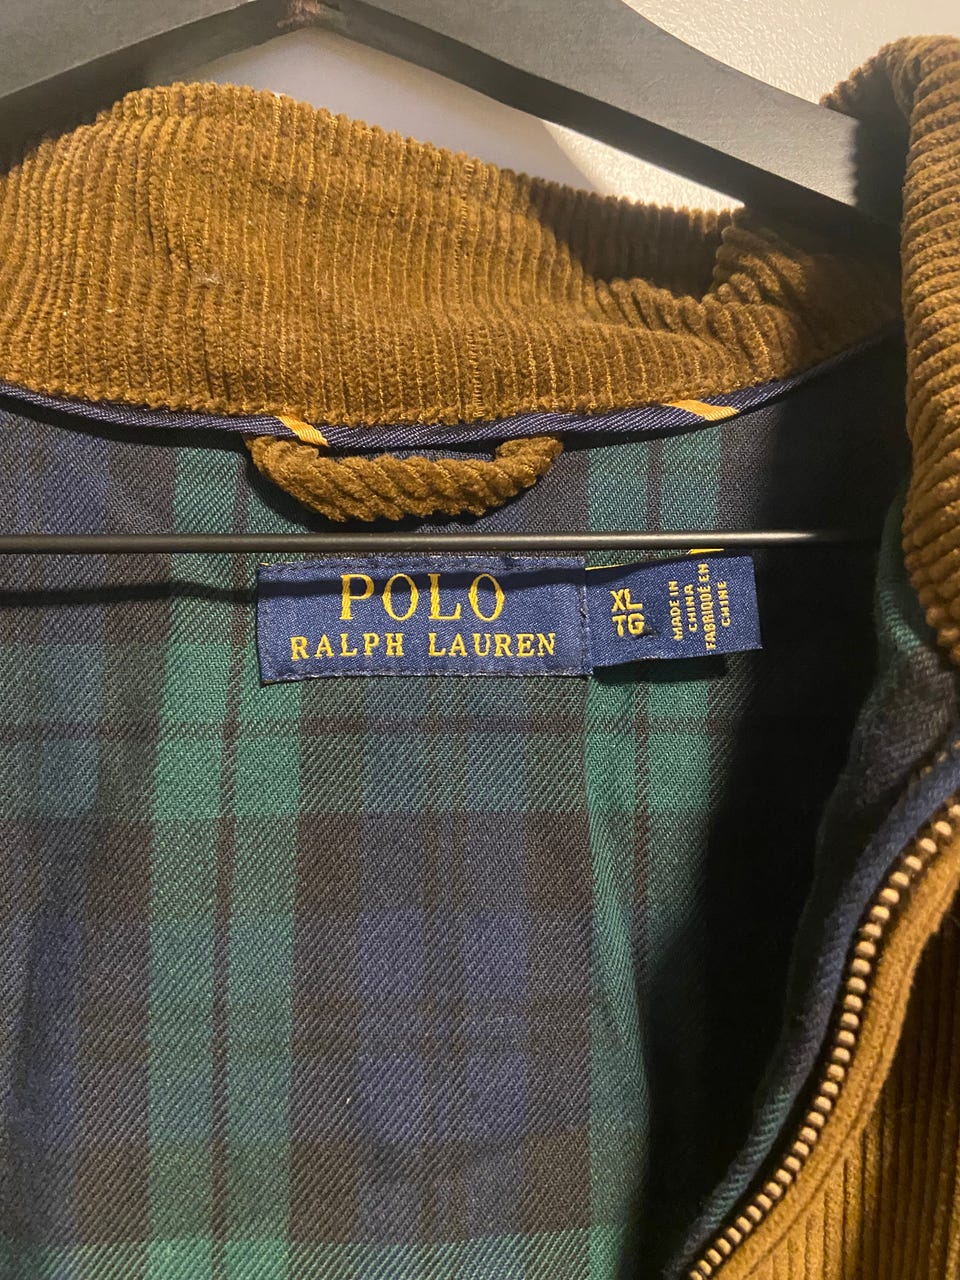 POLO
RALPH LAUREN
XL
TG
MADE IN
CHINA
FABRIQUÉ EN
CHINE